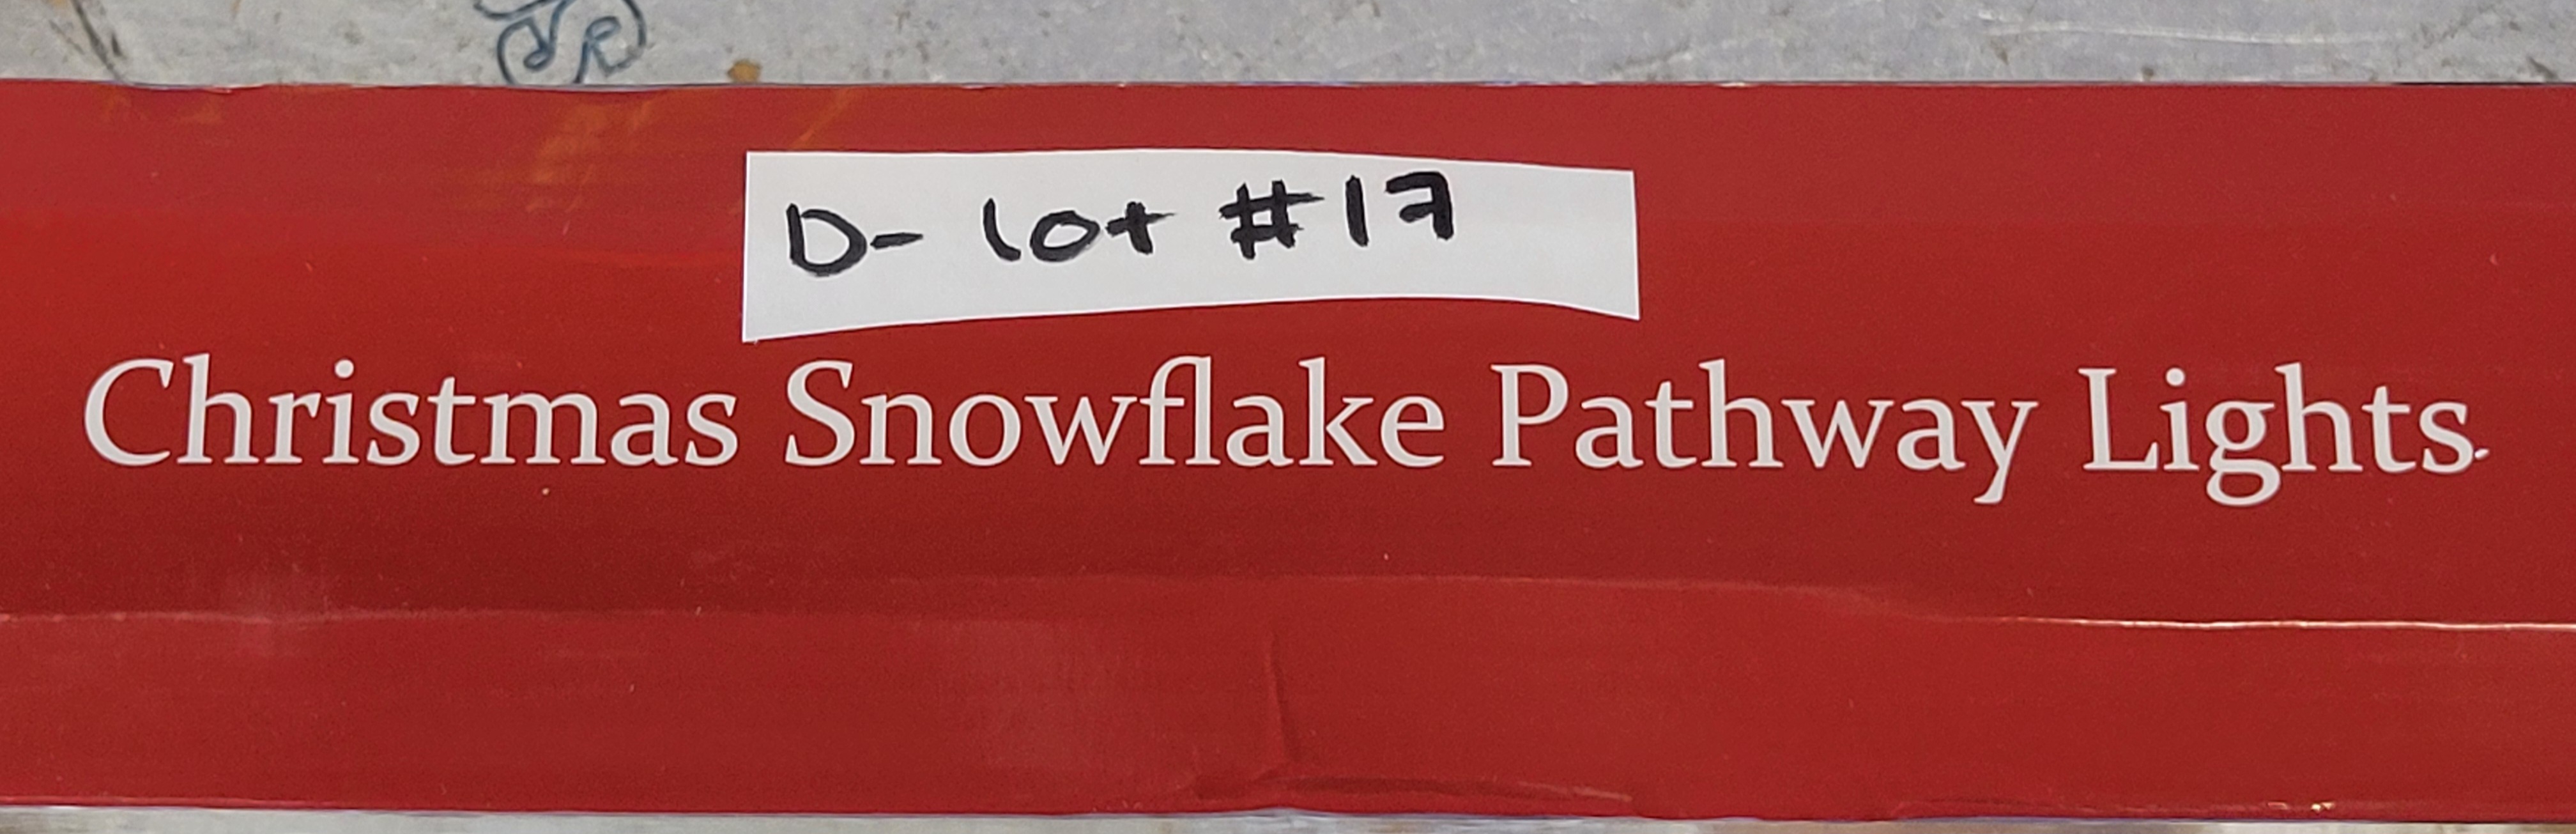 D- lot #17
Christmas Snowflake Pathway Lights